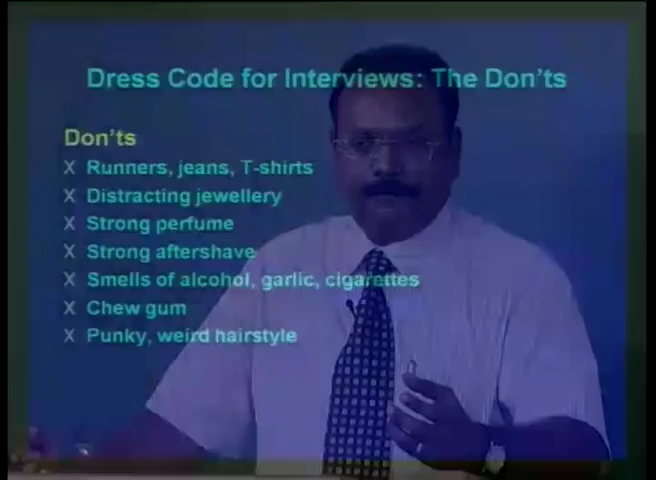 Dress Code for Interviews: The Don'ts
Don'ts
X Runners, jeans, T-shirts
X Distracting jewellery
X Strong perfume
X Strong aftershave
X Smells of alcohol, garlic, cigarettes
X Chew gum
X Punky, weird hairstyle